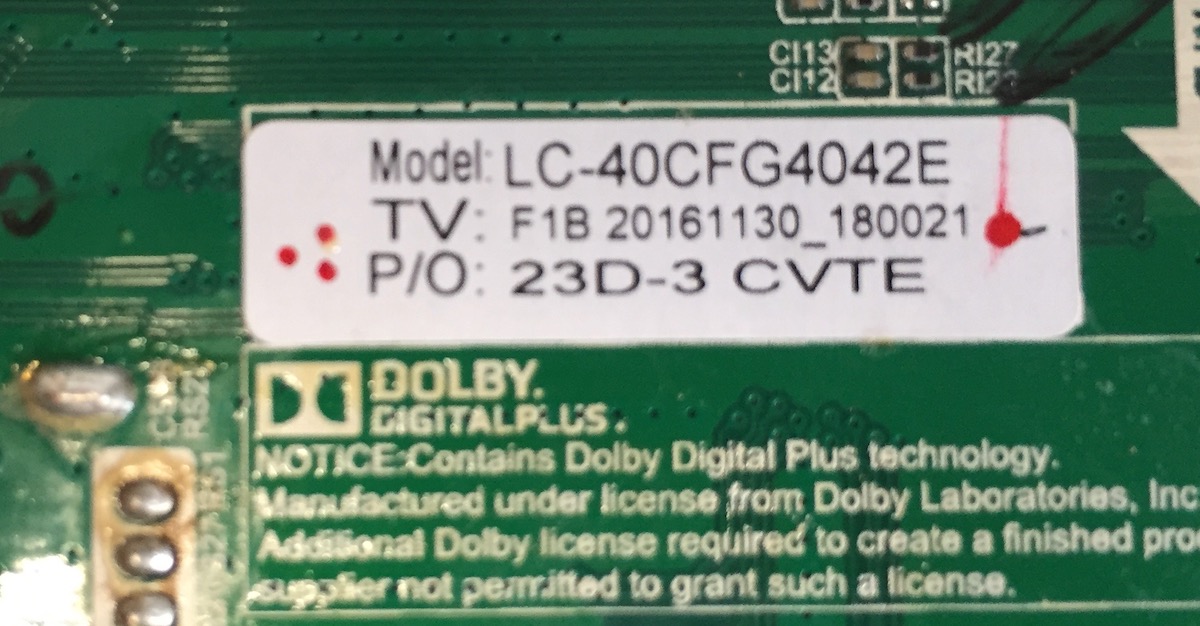 CI13 RI27
CI12
Model: LC-40CFG4042E
TV: F1B 20161130_180021
P/O: 23D-3 CVTE
DOLBY.
DIGITAL PLUS.
NOTICE:Contains Dolby Digital Plus technology.
Manufactured under license from Dolby Laboratories, Inc
Additional Dolby license required to create a finished pro
supplier not permitted to grant such a license.